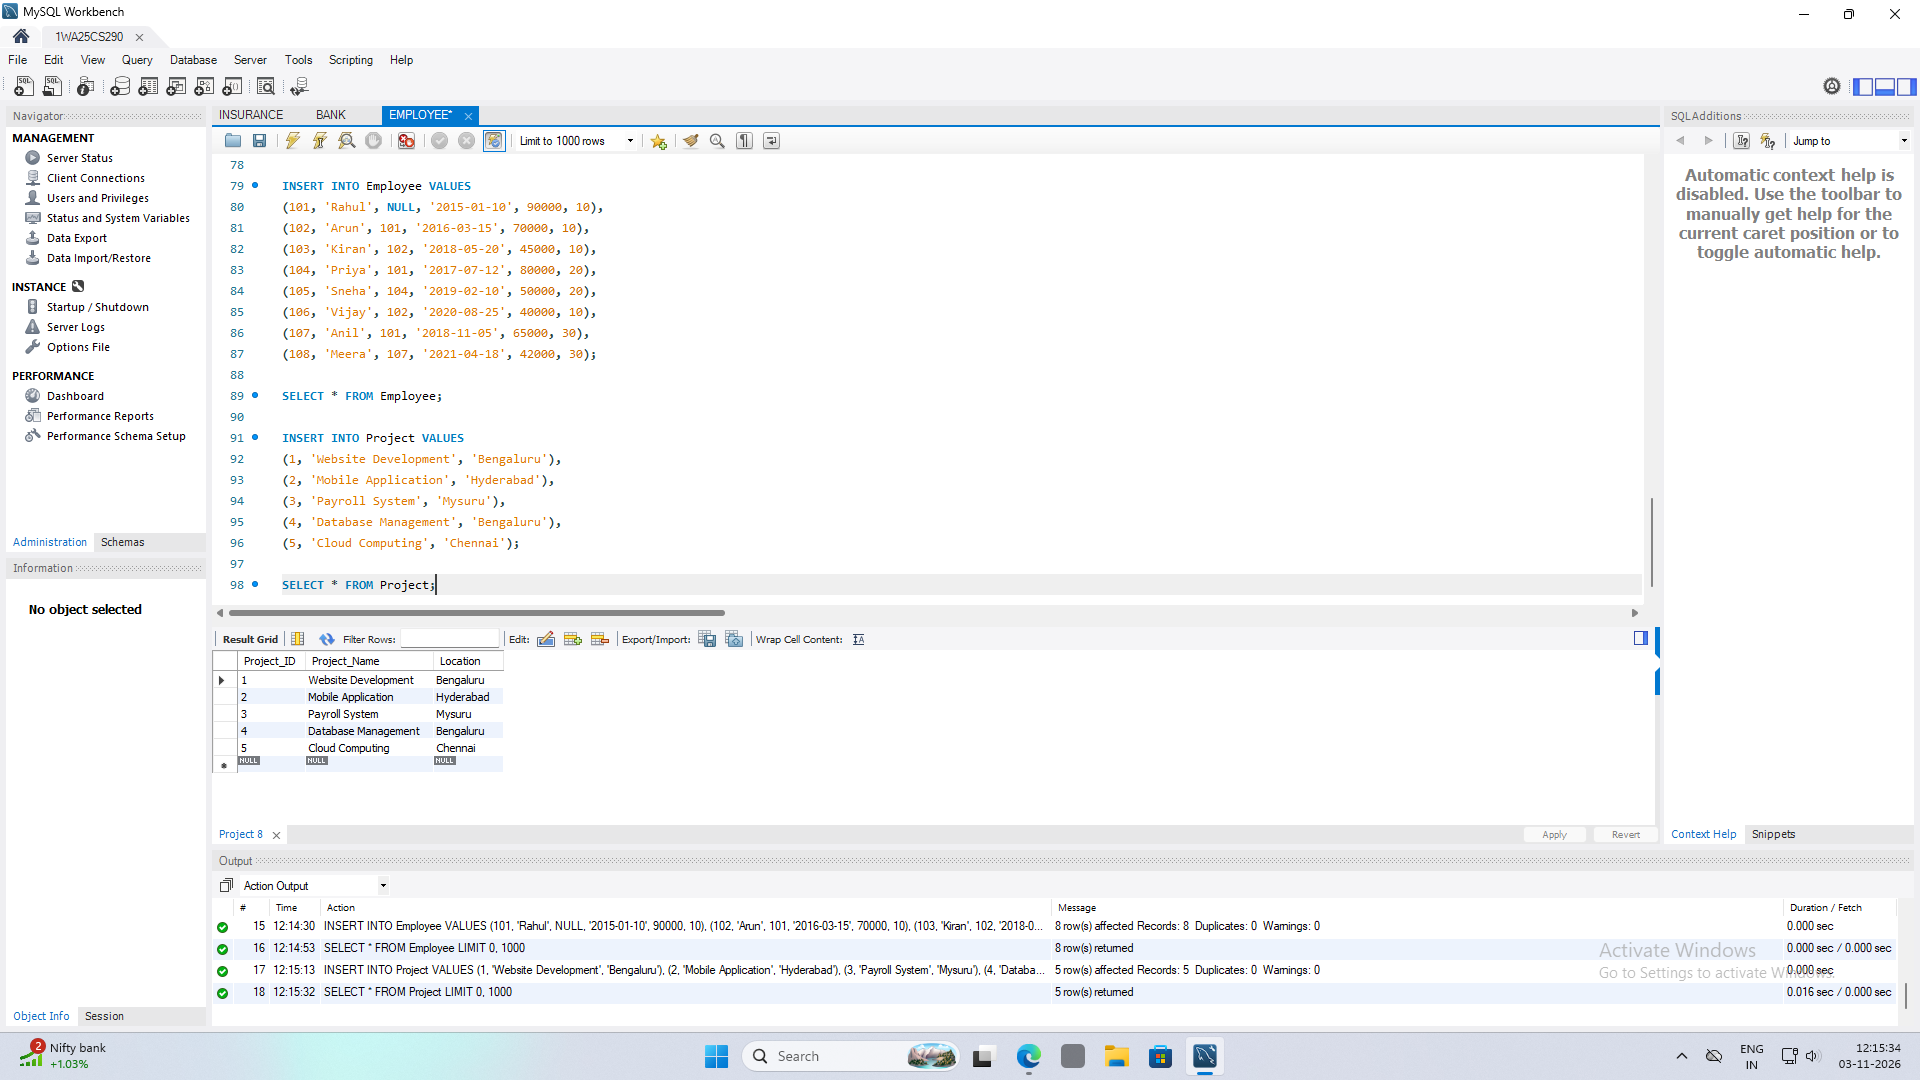 MySQL Workbench
1WA25CS290
File Edit View Query Database Server Tools Scripting Help
Navigator
MANAGEMENT
Server Status
Client Connections
Users and Privileges
Status and System Variables
Data Export
Data Import/Restore
INSTANCE
Startup / Shutdown
Server Logs
Options File
PERFORMANCE
Dashboard
Performance Reports
Performance Schema Setup
Administration Schemas
Information
No object selected
Object Info Session
INSURANCE BANK EMPLOYEE*
Limit to 1000 rows
78
79 INSERT INTO Employee VALUES
80 (101, 'Rahul', NULL, '2015-01-10', 90000, 10),
81 (102, 'Arun', 101, '2016-03-15', 70000, 10),
82 (103, 'Kiran', 102, '2018-05-20', 45000, 10),
83 (104, 'Priya', 101, '2017-07-12', 80000, 20),
84 (105, 'Sneha', 104, '2019-02-10', 50000, 20),
85 (106, 'Vijay', 102, '2020-08-25', 40000, 10),
86 (107, 'Anil', 101, '2018-11-05', 65000, 30),
87 (108, 'Meera', 107, '2021-04-18', 42000, 30);
88
89 SELECT * FROM Employee;
90
91 INSERT INTO Project VALUES
92 (1, 'Website Development', 'Bengaluru'),
93 (2, 'Mobile Application', 'Hyderabad'),
94 (3, 'Payroll System', 'Mysuru'),
95 (4, 'Database Management', 'Bengaluru'),
96 (5, 'Cloud Computing', 'Chennai');
97
98 SELECT * FROM Project;
Result Grid Filter Rows: Edit: Export/Import: Wrap Cell Content:
Project_ID Project_Name Location
1 Website Development Bengaluru
2 Mobile Application Hyderabad
3 Payroll System Mysuru
4 Database Management Bengaluru
5 Cloud Computing Chennai
NULL NULL NULL
Project 8 Apply Revert
SQLAdditions
Jump to
Automatic context help is
disabled. Use the toolbar to
manually get help for the
current caret position or to
toggle automatic help.
Context Help Snippets
Output
Action Output
# Time Action Message Duration / Fetch
15 12:14:30 INSERT INTO Employee VALUES (101, 'Rahul', NULL, '2015-01-10', 90000, 10), (102, 'Arun', 101, '2016-03-15', 70000, 10), (103, 'Kiran', 102, '2018-0... 8 row(s) affected Records: 8 Duplicates: 0 Warnings: 0 0.000 sec
16 12:14:53 SELECT * FROM Employee LIMIT 0, 1000 8 row(s) returned 0.000 sec / 0.000 sec
17 12:15:13 INSERT INTO Project VALUES (1, 'Website Development', 'Bengaluru'), (2, 'Mobile Application', 'Hyderabad'), (3, 'Payroll System', 'Mysuru'), (4, 'Databa... 5 row(s) affected Records: 5 Duplicates: 0 Warnings: 0 0.000 sec
18 12:15:32 SELECT * FROM Project LIMIT 0, 1000 5 row(s) returned 0.016 sec / 0.000 sec
Activate Windows
Go to Settings to activate Windows.
2 Nifty bank
+1.03%
Search
ENG
IN
12:15:34
03-11-2026